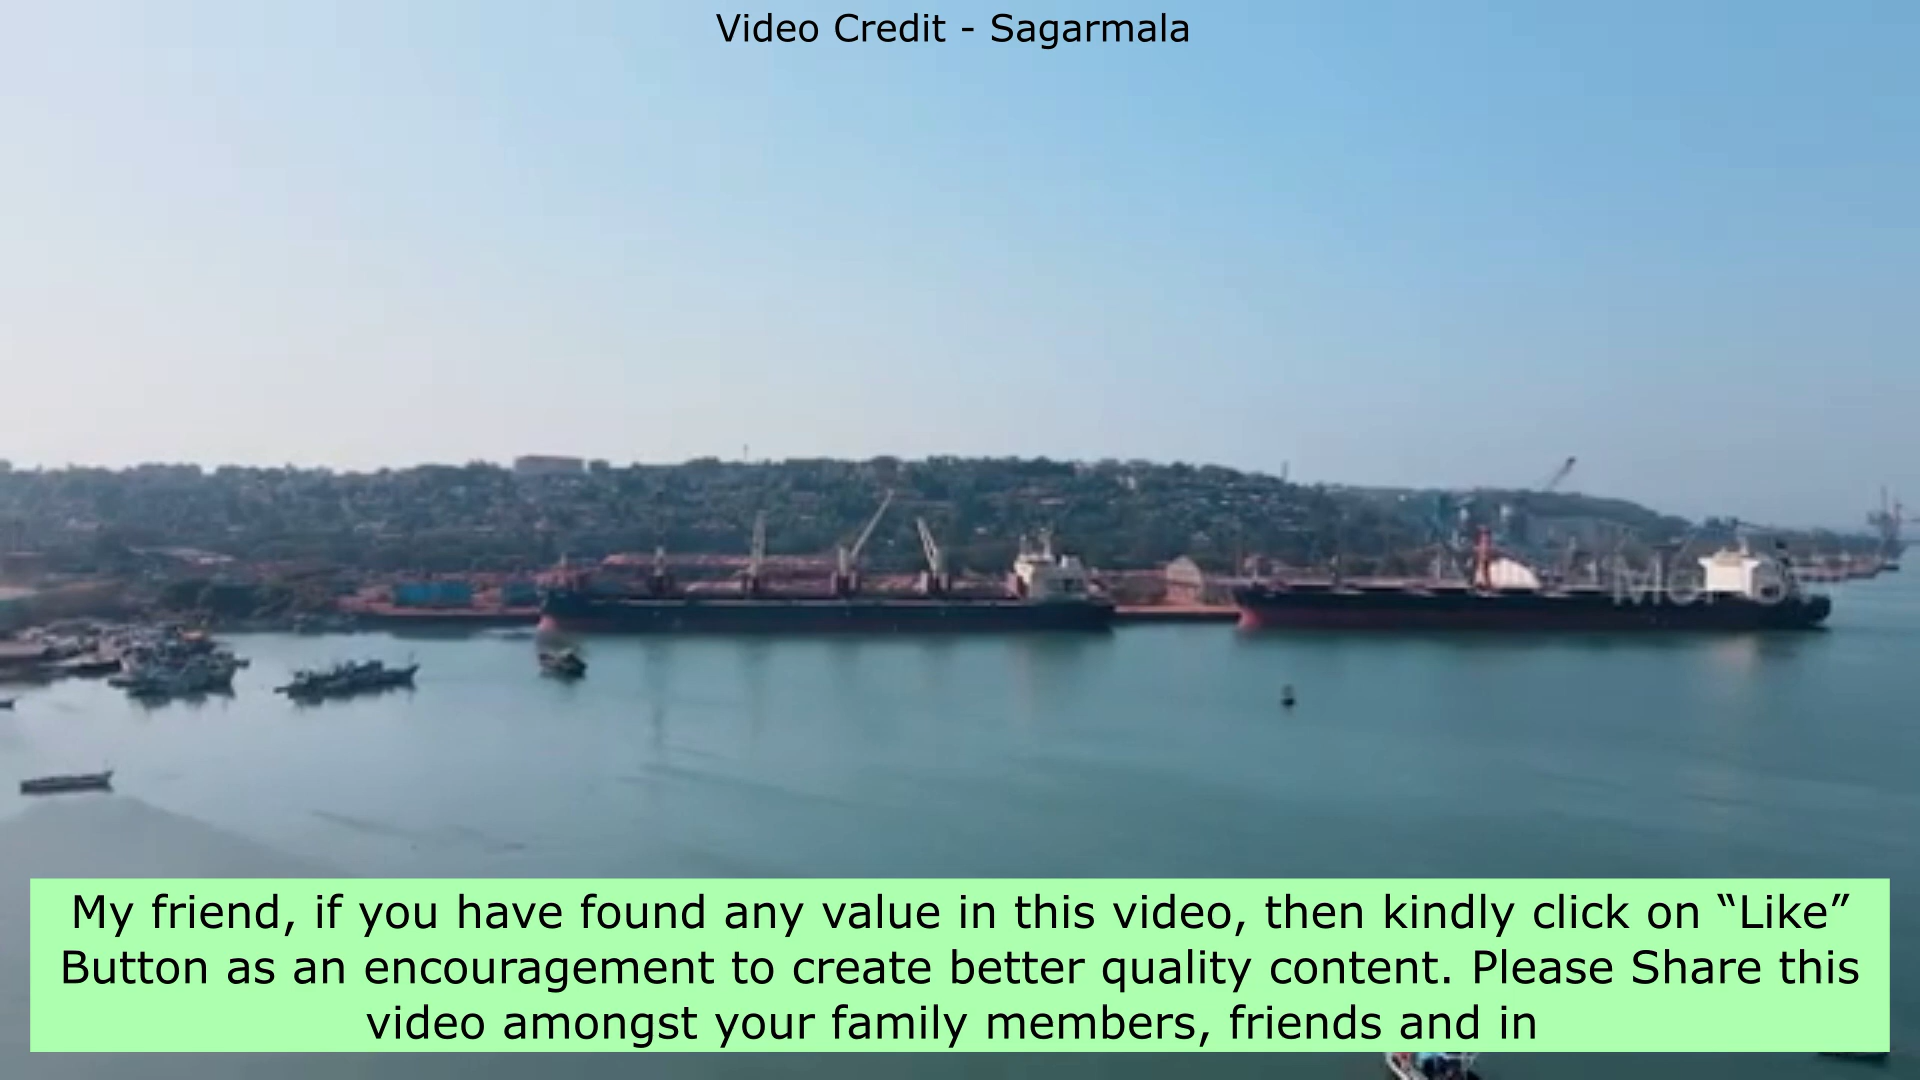 Video Credit - Sagarmala
My friend, if you have found any value in this video, then kindly click on “Like”
Button as an encouragement to create better quality content. Please Share this
video amongst your family members, friends and in